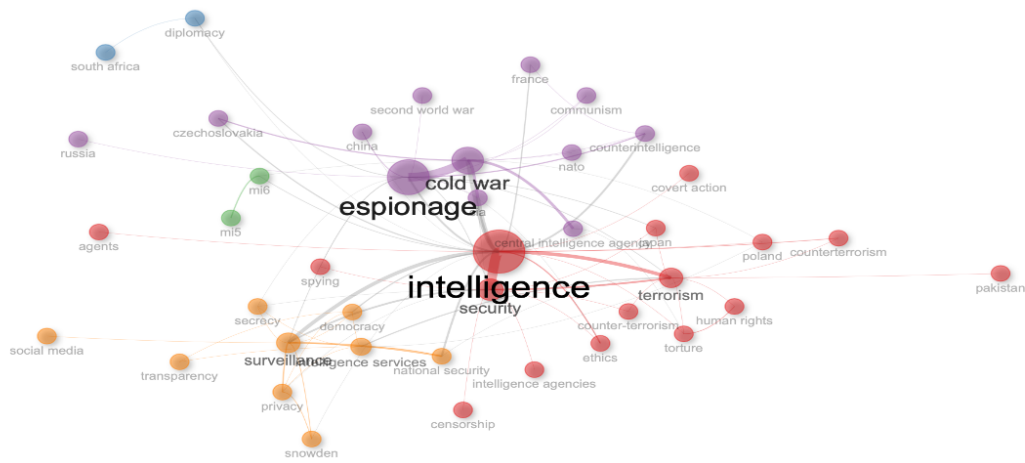 diplomacy
south africa
france
second world war
communism
czechoslovakia
china
counterintelligence
russia
nato
cold war
mi6
covert action
espionage
cia
mi5
agents
central intelligence agency
japan
poland
counterterrorism
spying
intelligence
terrorism
pakistan
security
secrecy
democracy
counter-terrorism
human rights
social media
surveillance
intelligence services
transparency
national security
ethics
torture
intelligence agencies
privacy
censorship
snowden